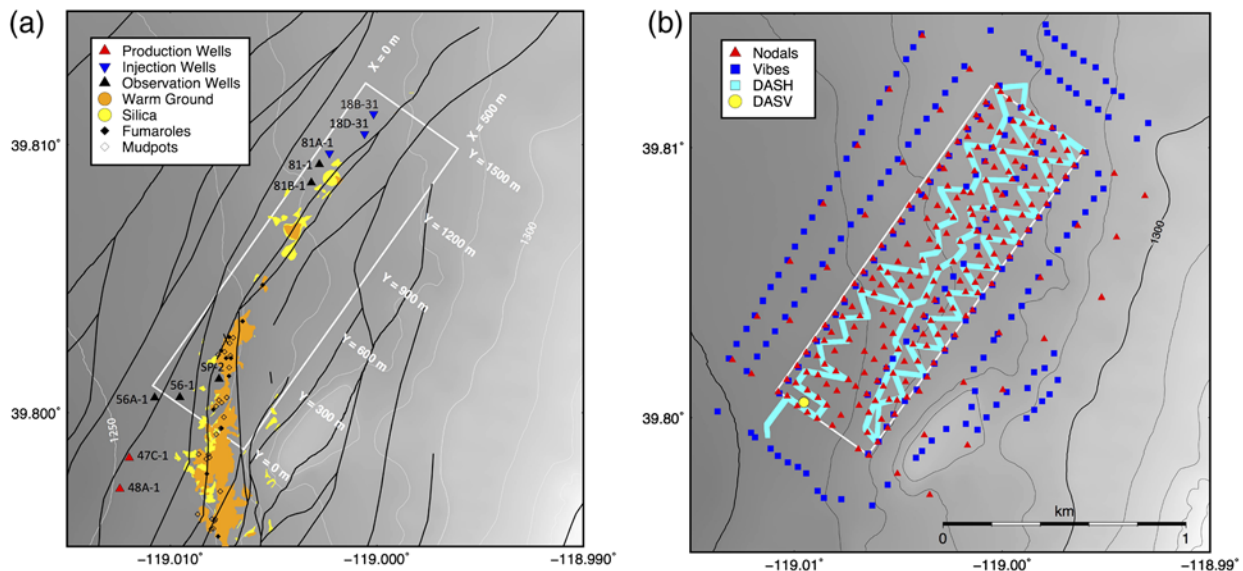 (a)
Production Wells
Injection Wells
Observation Wells
Warm Ground
Silica
Fumaroles
Mudpots
X = 0 m
X = 500 m
18B-31
18D-31
81A-1
81-1
81B-1
Y = 1500 m
Y = 1200 m
1300
Y = 900 m
Y = 600 m
Y = 300 m
Y = 0 m
SP-2
56-1
56A-1
1250
47C-1
48A-1
39.810°
39.800°
−119.010°
−119.000°
−118.990°
(b)
Nodals
Vibes
DASH
DASV
1300
km
0
1
39.81°
39.80°
−119.01°
−119.00°
−118.99°